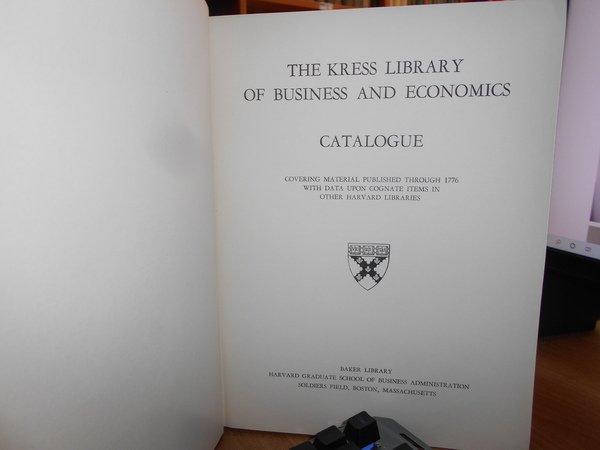 THE KRESS LIBRARY
OF BUSINESS AND ECONOMICS
CATALOGUE
COVERING MATERIAL PUBLISHED THROUGH 1776
WITH DATA UPON COGNATE ITEMS IN
OTHER HARVARD LIBRARIES
BAKER LIBRARY
HARVARD GRADUATE SCHOOL OF BUSINESS ADMINISTRATION
SOLDIERS FIELD, BOSTON, MASSACHUSETTS